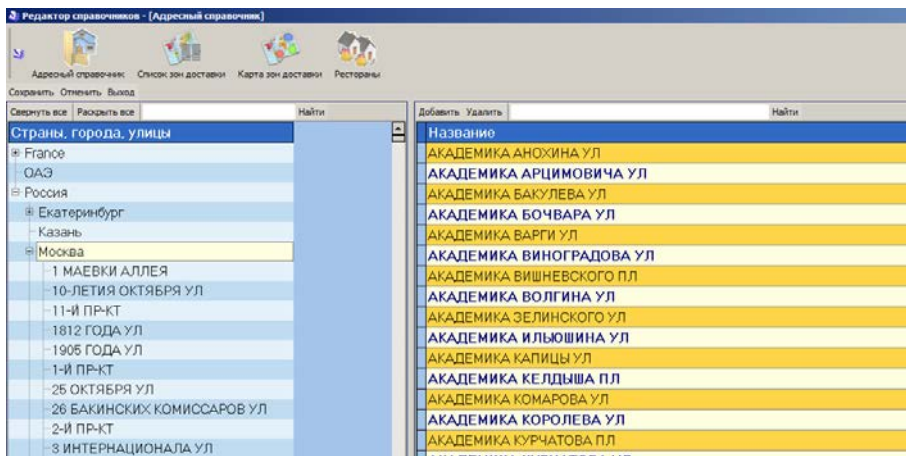 Редактор справочников - [Адресный справочник]
Адресный справочник Список зон доставки Карта зон доставки Рестораны
Сохранить Отменить Выход
Свернуть все Раскрыть все Найти
Страны, города, улицы
France
ОАЭ
Россия
Екатеринбург
Казань
Москва
1 МАЕВКИ АЛЛЕЯ
10-ЛЕТИЯ ОКТЯБРЯ УЛ
11-Й ПР-КТ
1812 ГОДА УЛ
1905 ГОДА УЛ
1-Й ПР-КТ
25 ОКТЯБРЯ УЛ
26 БАКИНСКИХ КОМИССАРОВ УЛ
2-Й ПР-КТ
3 ИНТЕРНАЦИОНАЛА УЛ
Добавить Удалить Найти
Название
АКАДЕМИКА АНОХИНА УЛ
АКАДЕМИКА АРЦИМОВИЧА УЛ
АКАДЕМИКА БАКУЛЕВА УЛ
АКАДЕМИКА БОЧВАРА УЛ
АКАДЕМИКА ВАРГИ УЛ
АКАДЕМИКА ВИНОГРАДОВА УЛ
АКАДЕМИКА ВИШНЕВСКОГО ПЛ
АКАДЕМИКА ВОЛГИНА УЛ
АКАДЕМИКА ЗЕЛИНСКОГО УЛ
АКАДЕМИКА ИЛЬЮШИНА УЛ
АКАДЕМИКА КАПИЦЫ УЛ
АКАДЕМИКА КЕЛДЫША ПЛ
АКАДЕМИКА КОМАРОВА УЛ
АКАДЕМИКА КОРОЛЕВА УЛ
АКАДЕМИКА КУРЧАТОВА ПЛ